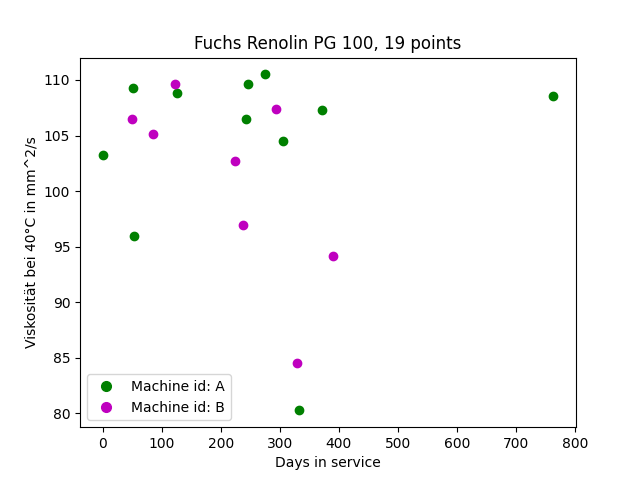 Fuchs Renolin PG 100, 19 points
Viskosität bei 40°C in mm^2/s
110
105
100
95
90
85
80
Machine id: A
Machine id: B
0 100 200 300 400 500 600 700 800
Days in service